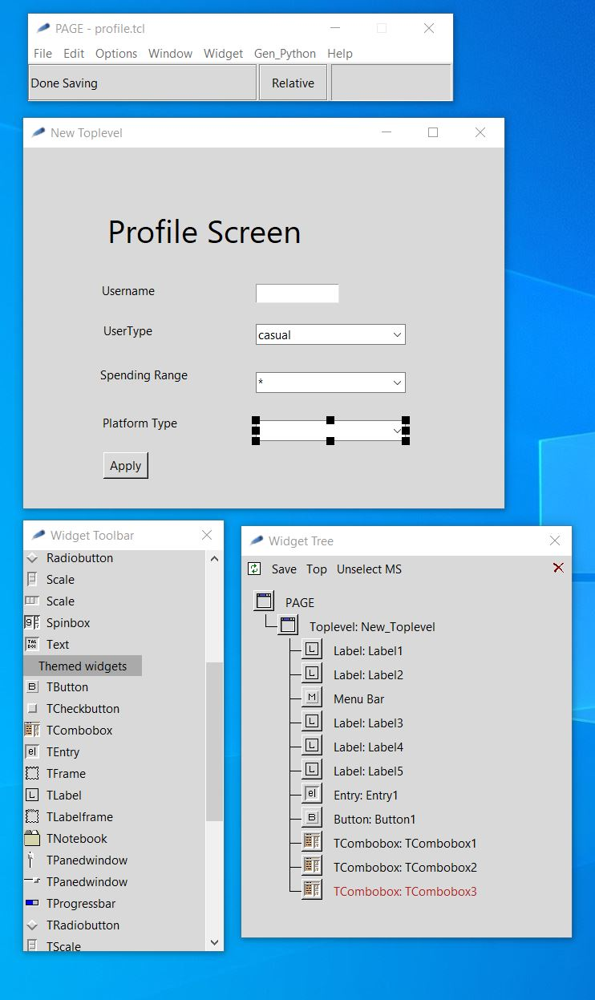 PAGE - profile.tcl
File Edit Options Window Widget Gen_Python Help
Done Saving Relative
New Toplevel
Profile Screen
Username
UserType casual
Spending Range *
Platform Type
Apply
Widget Toolbar
Radiobutton
Scale
Scale
Spinbox
Text
Themed widgets
TButton
TCheckbutton
TCombobox
TEntry
TFrame
TLabel
TLabelframe
TNotebook
TPanedwindow
TPanedwindow
TProgressbar
TRadiobutton
TScale
Widget Tree
Save Top Unselect MS
PAGE
Toplevel: New_Toplevel
Label: Label1
Label: Label2
Menu Bar
Label: Label3
Label: Label4
Label: Label5
Entry: Entry1
Button: Button1
TCombobox: TCombobox1
TCombobox: TCombobox2
TCombobox: TCombobox3